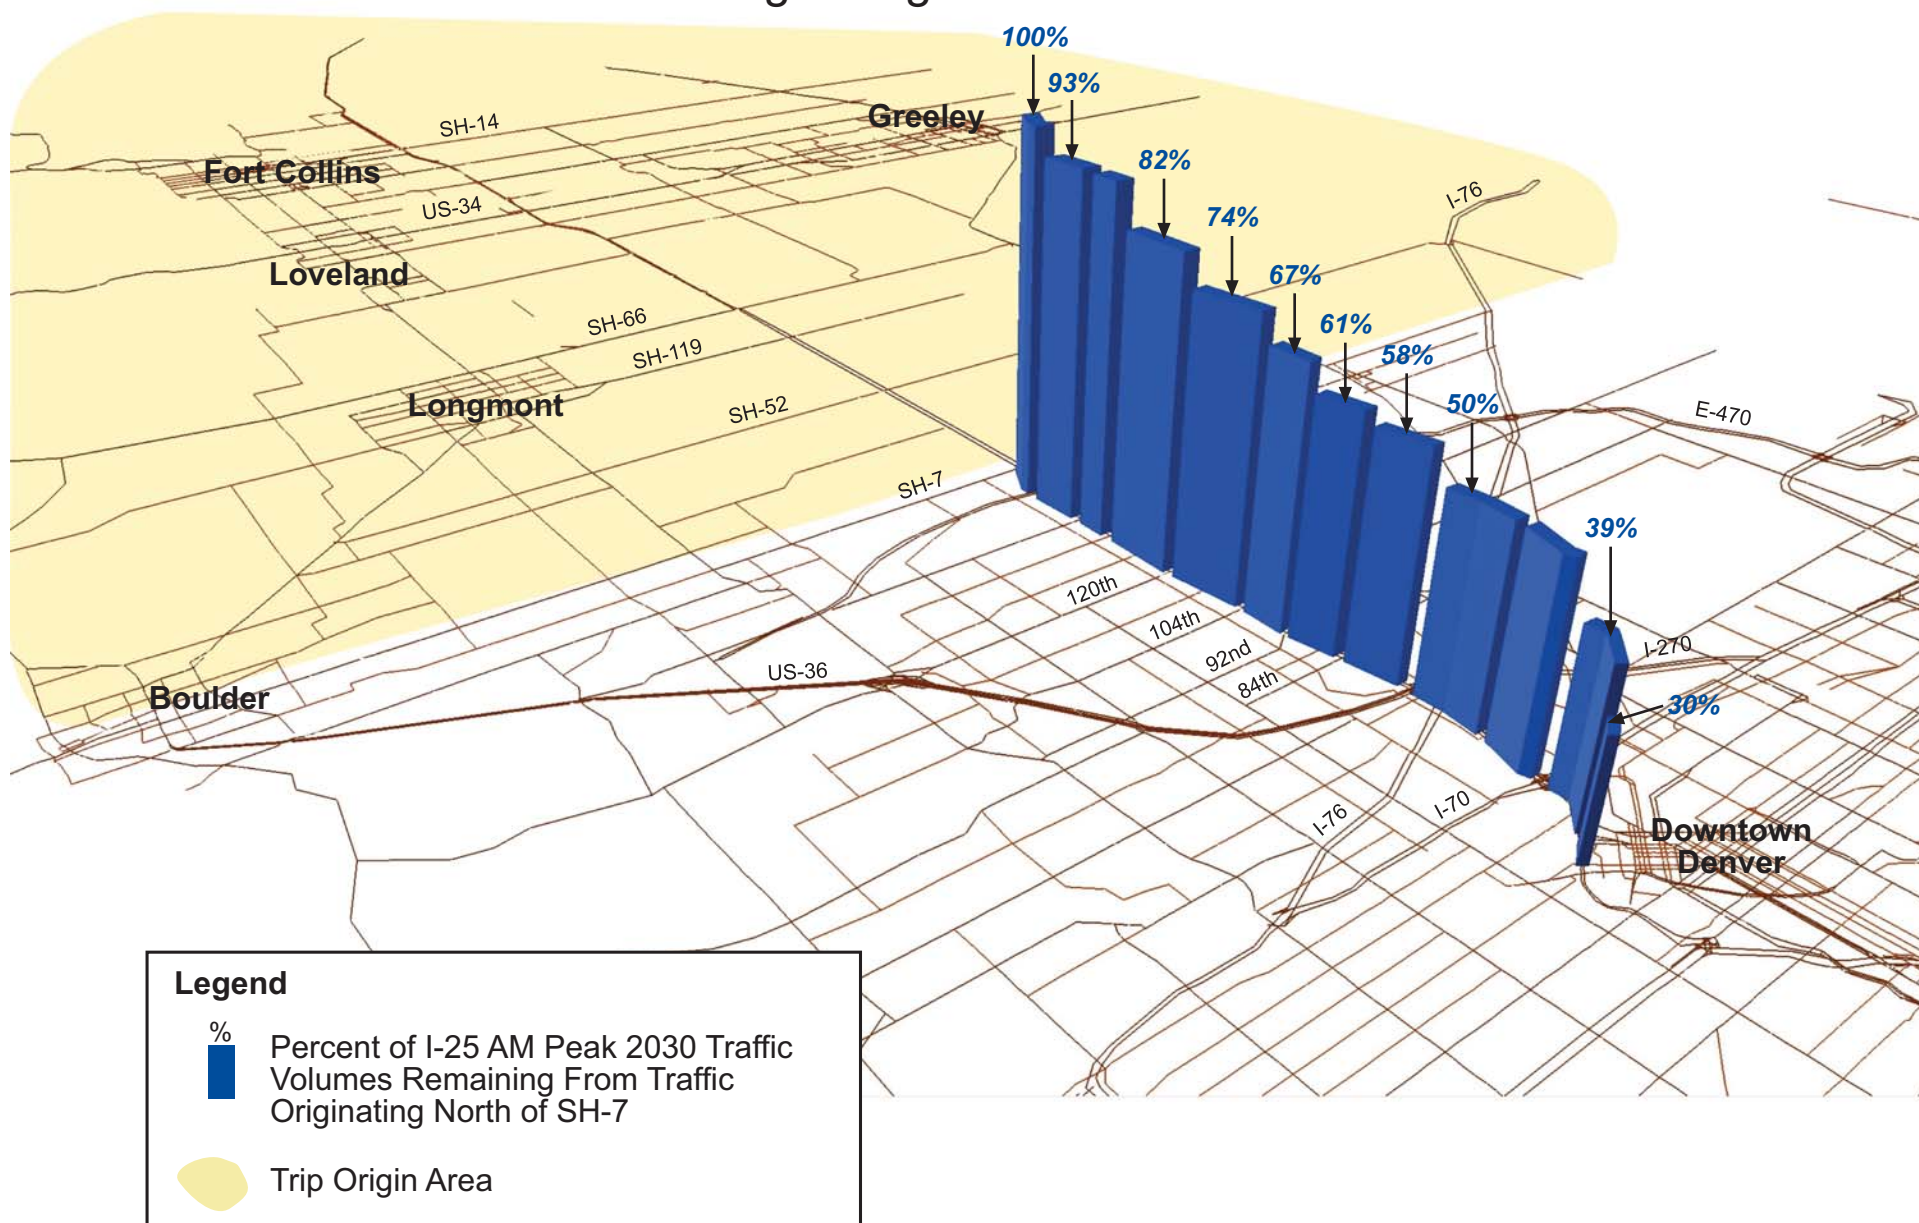 100%
93%
Greeley
SH-14
82%
Fort Collins
I-76
US-34
74%
Loveland
67%
SH-66
61%
SH-119
58%
Longmont
SH-52
50%
E-470
SH-7
39%
120th
104th
92nd
I-270
US-36
84th
Boulder
30%
I-76
I-70
Downtown
Denver
Legend
%
Percent of I-25 AM Peak 2030 Traffic
Volumes Remaining From Traffic
Originating North of SH-7
Trip Origin Area